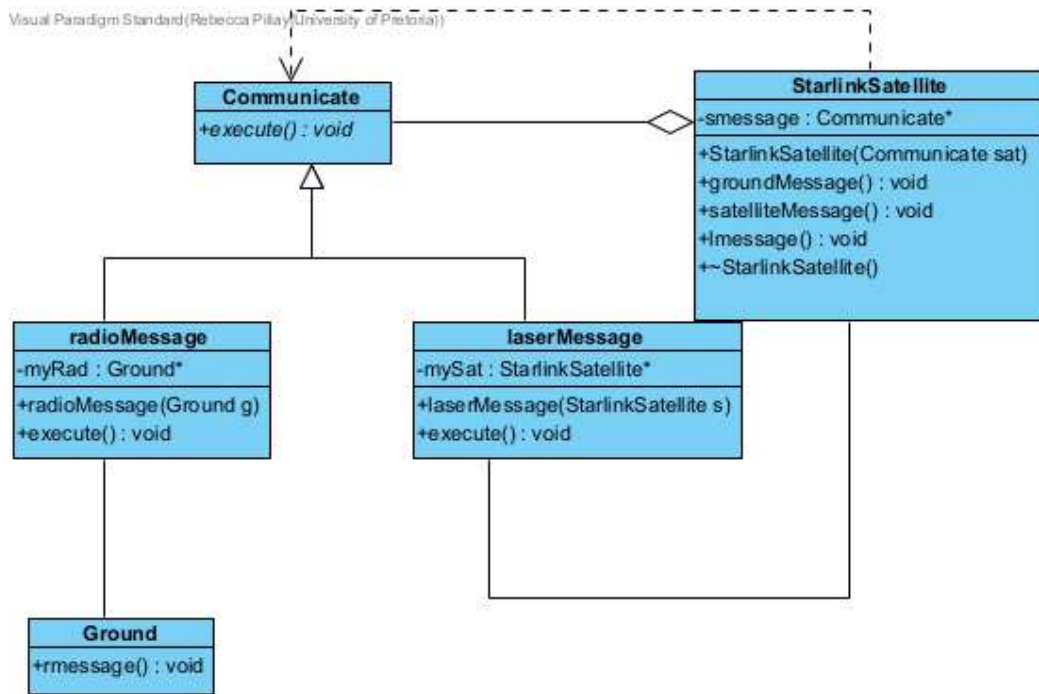 Visual Paradigm Standard(Rebecca Pillay(University of Pretoria))
Communicate
+execute() : void
StarlinkSatellite
-smessage : Communicate*
+StarlinkSatellite(Communicate sat)
+groundMessage() : void
+satelliteMessage() : void
+lmessage() : void
+~StarlinkSatellite()
radioMessage
-myRad : Ground*
+radioMessage(Ground g)
+execute() : void
laserMessage
-mySat : StarlinkSatellite*
+laserMessage(StarlinkSatellite s)
+execute() : void
Ground
+rmessage() : void